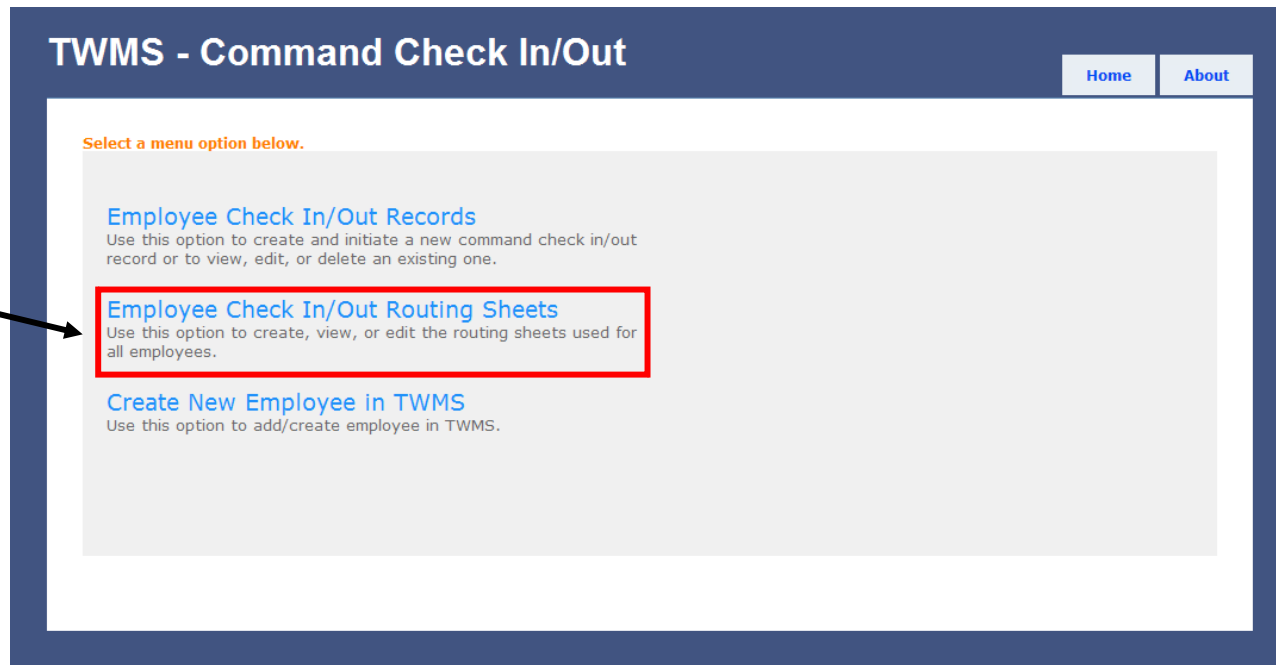 TWMS - Command Check In/Out
Home
About
Select a menu option below.
Employee Check In/Out Records
Use this option to create and initiate a new command check in/out
record or to view, edit, or delete an existing one.
Employee Check In/Out Routing Sheets
Use this option to create, view, or edit the routing sheets used for
all employees.
Create New Employee in TWMS
Use this option to add/create employee in TWMS.